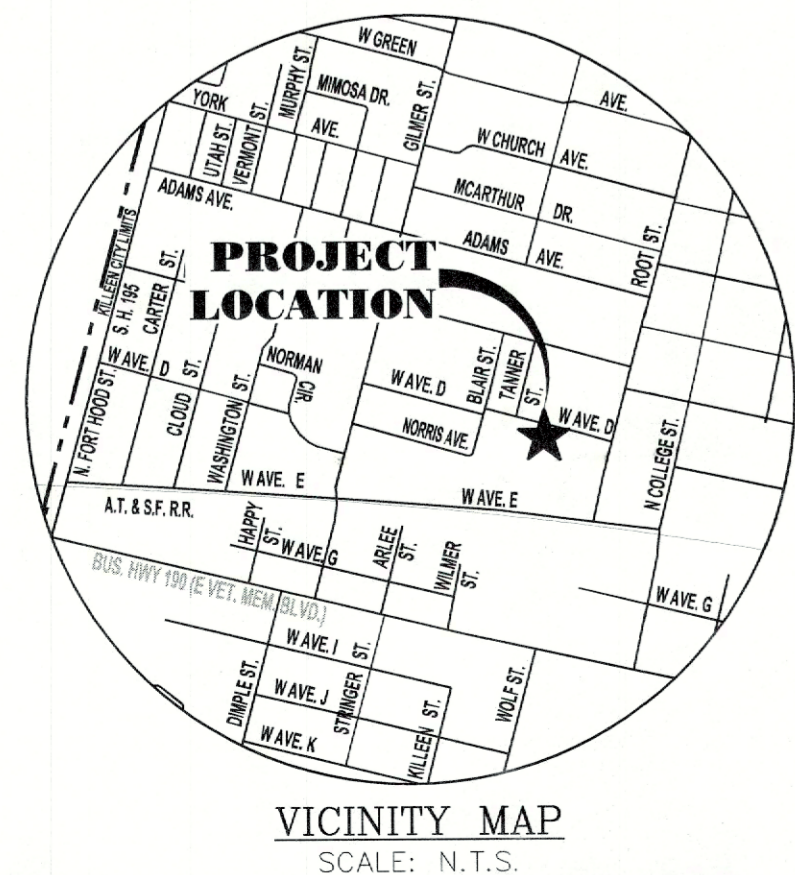 W GREEN
AVE.
MURPHY ST.
MIMOSA DR.
GILMER ST.
YORK
AVE.
UTAH ST.
VERMONT ST.
W CHURCH AVE.
ADAMS AVE.
MCARTHUR DR.
ADAMS AVE.
ROOT ST.
KILLEEN CITY LIMITS
S. H. 195
CARTER ST.
PROJECT
LOCATION
W AVE. D
N. FORT HOOD ST.
CLOUD ST.
WASHINGTON ST.
NORMAN CIR.
W AVE. D
BLAIR ST.
TANNER ST.
NORRIS AVE.
W AVE. D
N COLLEGE ST.
W AVE. E
W AVE. E
A.T. & S.F. R.R.
HAPPY ST.
W AVE. G
ARLEE ST.
WILMER ST.
W AVE. G
BUS. HWY 190 (E VET. MEM. BLVD.)
W AVE. I
DIMPLE ST.
W AVE. J
STRINGER ST.
KILLEEN ST.
WOLF ST.
W AVE. K
VICINITY MAP
SCALE: N.T.S.